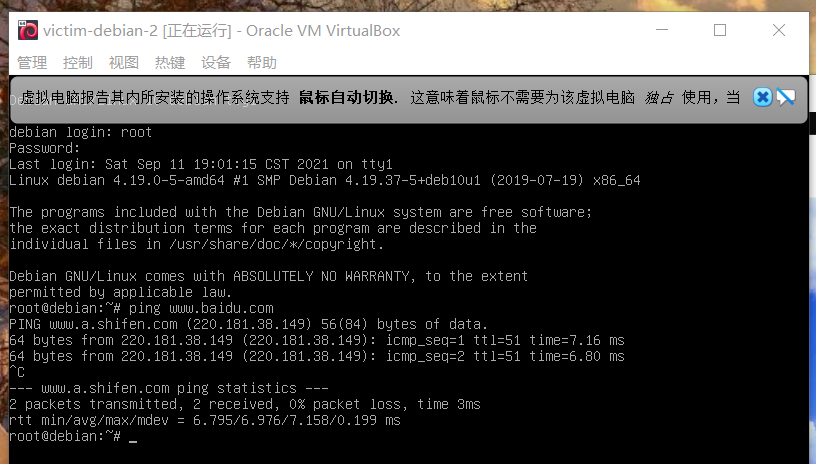 victim-debian-2 [正在运行] - Oracle VM VirtualBox
管理 控制 视图 热键 设备 帮助
虚拟电脑报告其内所安装的操作系统支持 鼠标自动切换. 这意味着鼠标不需要为该虚拟电脑 独占 使用，当
debian login: root
Password:
Last login: Sat Sep 11 19:01:15 CST 2021 on tty1
Linux debian 4.19.0-5-amd64 #1 SMP Debian 4.19.37-5+deb10u1 (2019-07-19) x86_64
The programs included with the Debian GNU/Linux system are free software;
the exact distribution terms for each program are described in the
individual files in /usr/share/doc/*/copyright.
Debian GNU/Linux comes with ABSOLUTELY NO WARRANTY, to the extent
permitted by applicable law.
root@debian:~# ping www.baidu.com
PING www.a.shifen.com (220.181.38.149) 56(84) bytes of data.
64 bytes from 220.181.38.149 (220.181.38.149): icmp_seq=1 ttl=51 time=7.16 ms
64 bytes from 220.181.38.149 (220.181.38.149): icmp_seq=2 ttl=51 time=6.80 ms
^C
--- www.a.shifen.com ping statistics ---
2 packets transmitted, 2 received, 0% packet loss, time 3ms
rtt min/avg/max/mdev = 6.795/6.976/7.158/0.199 ms
root@debian:~# _